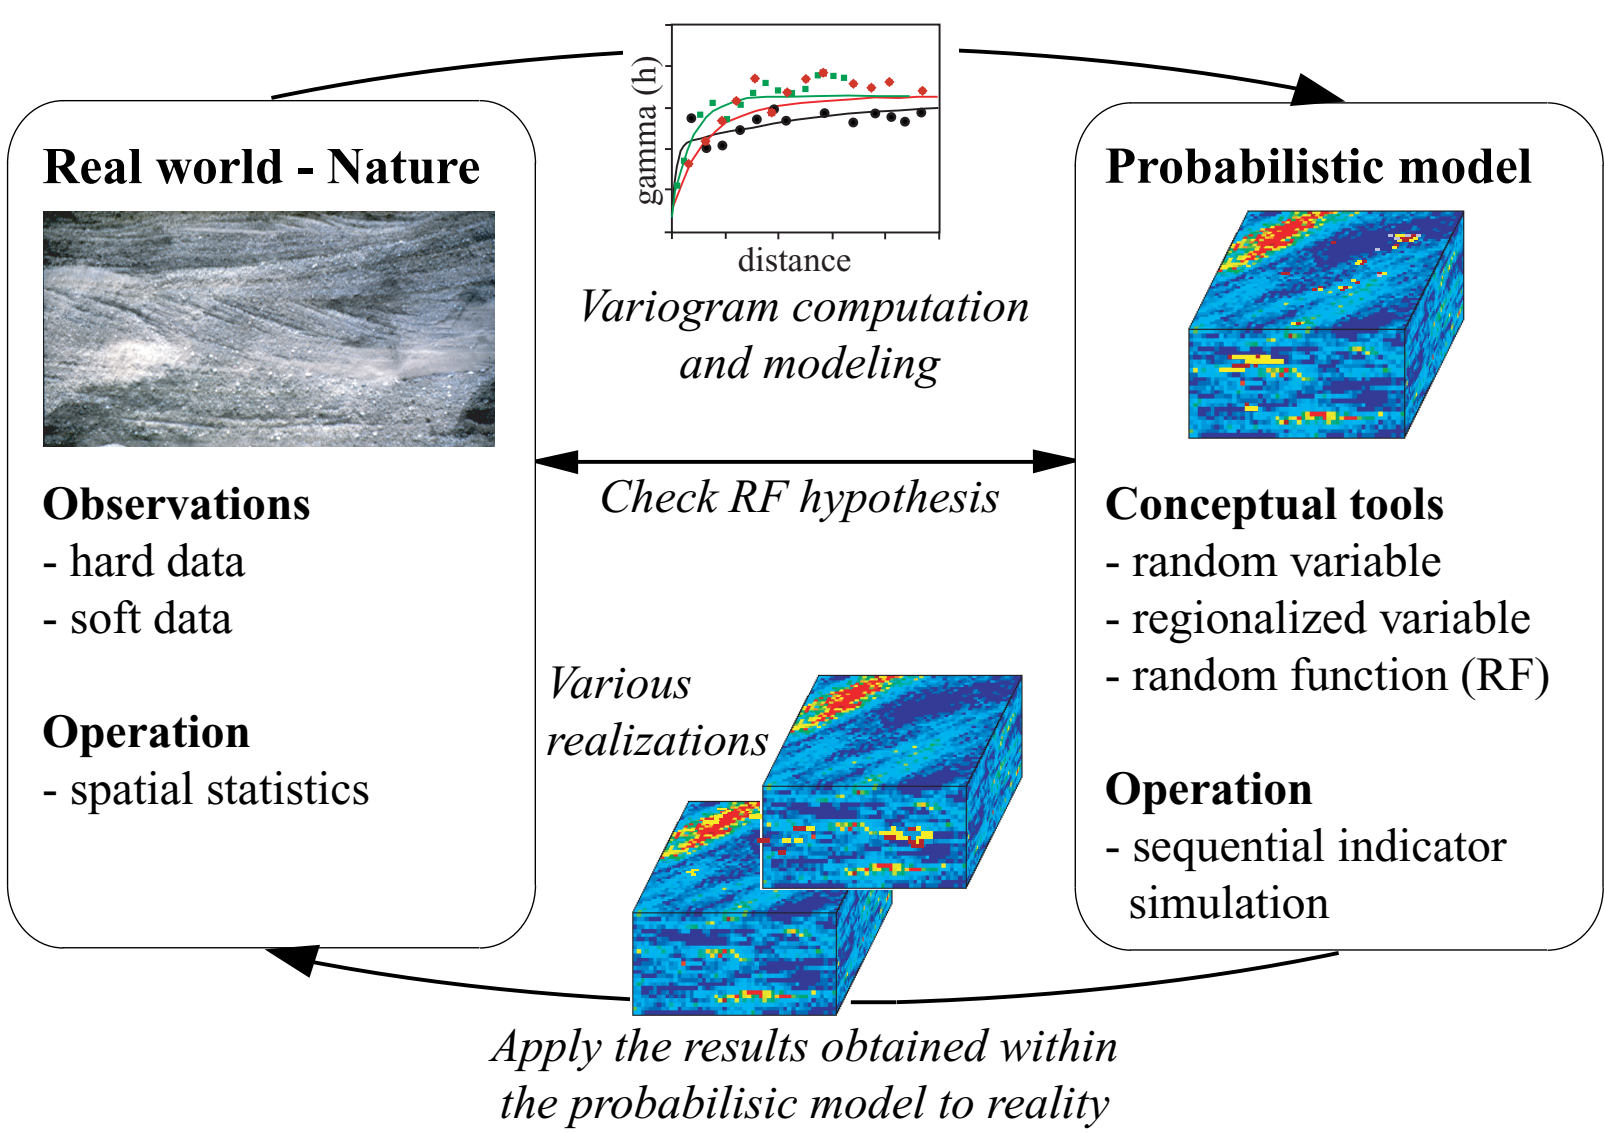 gamma (h)
distance
Variogram computation
and modeling
Real world - Nature
Observations
- hard data
- soft data
Operation
- spatial statistics
Check RF hypothesis
Probabilistic model
Conceptual tools
- random variable
- regionalized variable
- random function (RF)
Operation
- sequential indicator
simulation
Various
realizations
Apply the results obtained within
the probabilisic model to reality